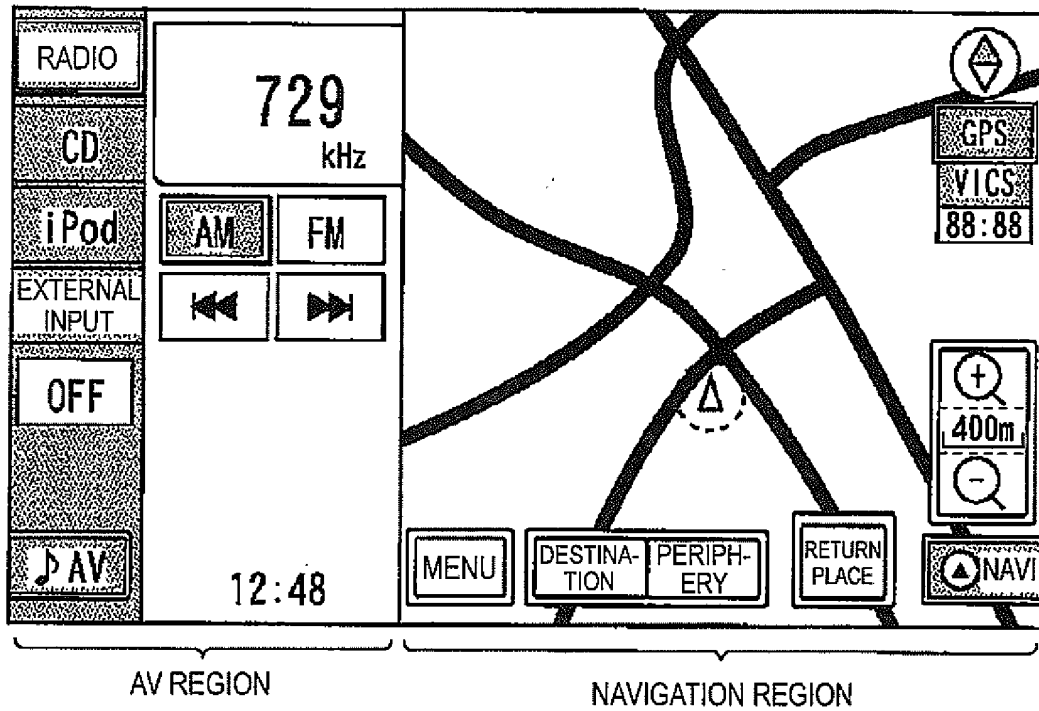 RADIO
CD
iPod
EXTERNAL
INPUT
OFF
♪AV
729
kHz
AM
FM
12:48
GPS
VICS
88:88
400m
MENU
DESTINA-
TION
PERIPH-
ERY
RETURN
PLACE
NAVI
AV REGION
NAVIGATION REGION